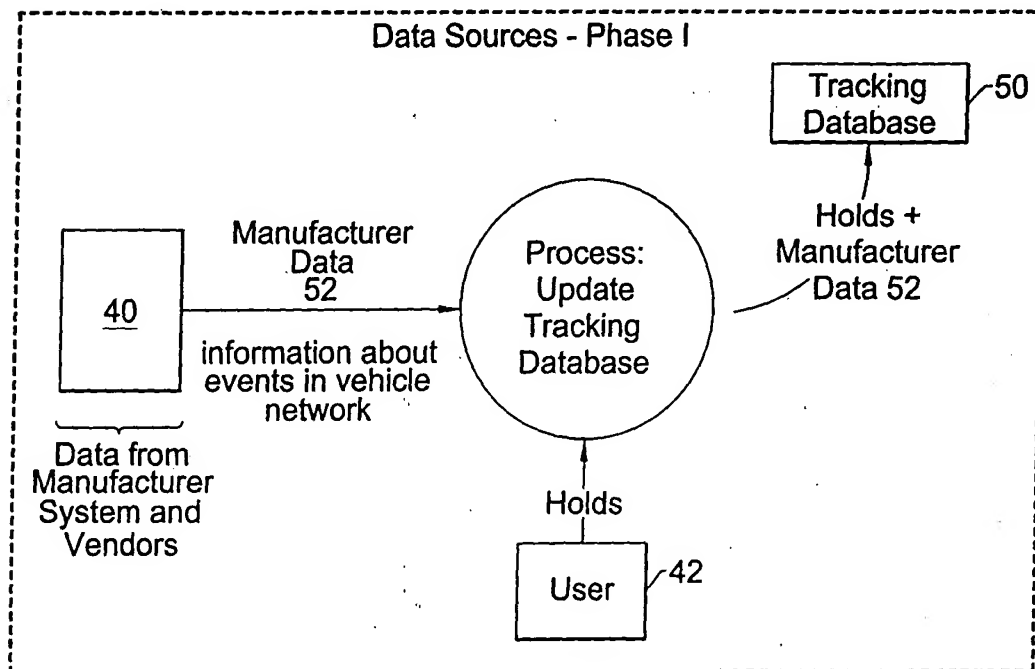 Data Sources - Phase I
Tracking
Database
50
Holds +
Manufacturer
Data 52
Manufacturer
Data
52
40
information about
events in vehicle
network
Process:
Update
Tracking
Database
Data from
Manufacturer
System and
Vendors
Holds
User
42